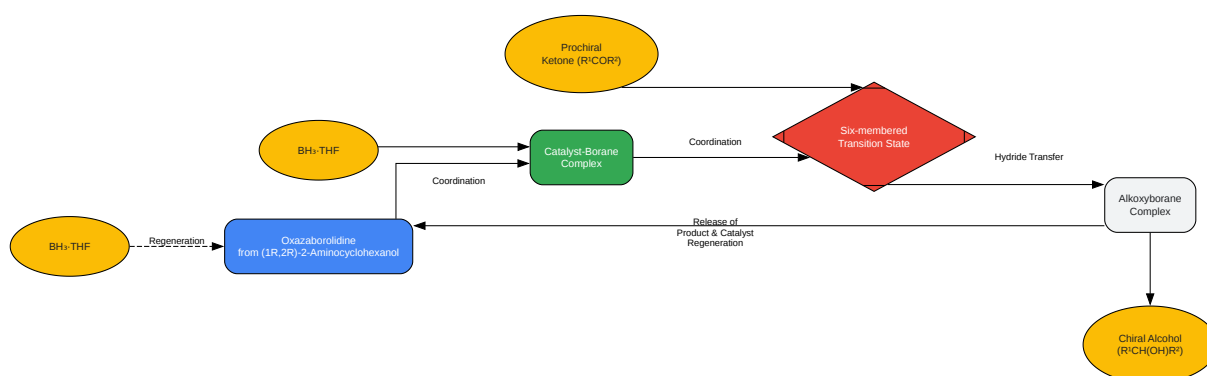 Prochiral
Ketone (R¹COR²)
Six-membered
Transition State
BH₃·THF
Catalyst-Borane
Complex
Coordination
Hydride Transfer
Coordination
Alkoxyborane
Complex
BH₃·THF
Regeneration
Oxazaborolidine
from (1R,2R)-2-Aminocyclohexanol
Release of
Product & Catalyst
Regeneration
Chiral Alcohol
(R¹CH(OH)R²)